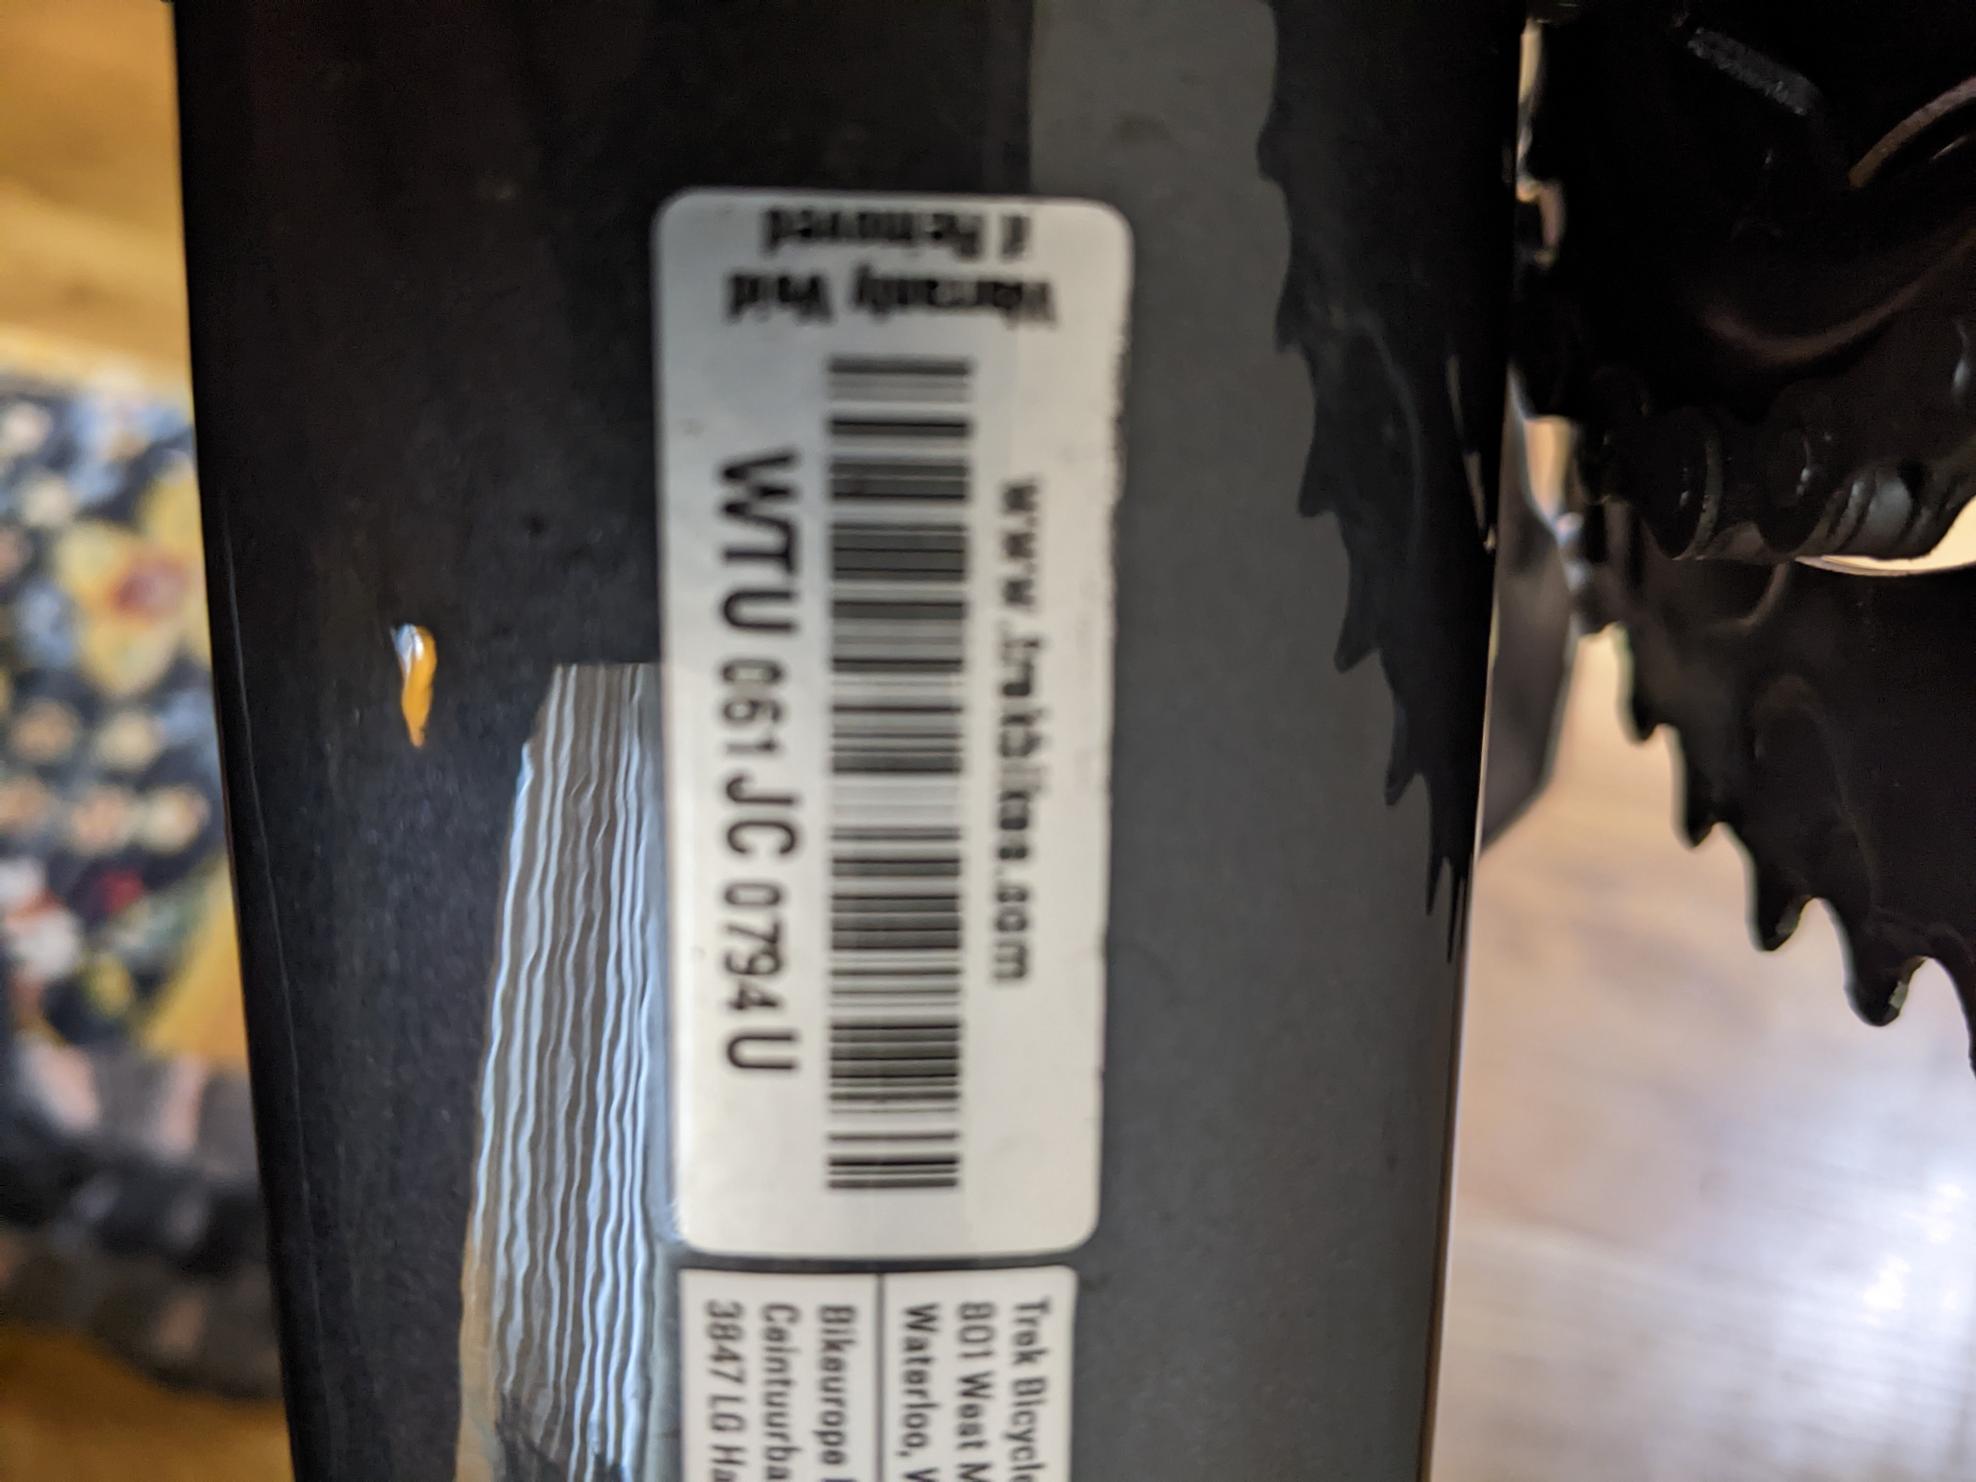 Warranty Void
if Removed
www.trekbikes.com
WTU 061 JC 0794 U
Trek Bicycle
801 West M
Waterloo, W
Bikeurope
Ceintuurba
3847 LG Ha